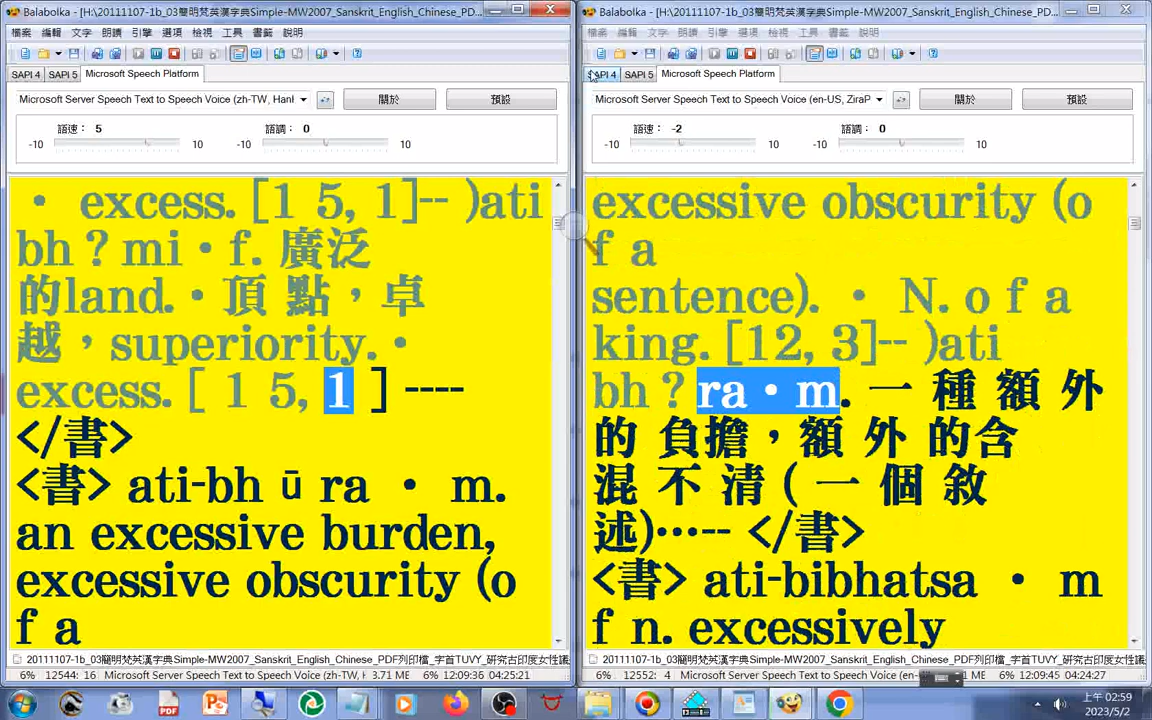 Balabolka - [H:\20111107-1b_03簡明梵英漢字典Simple-MW2007_Sanskrit_English_Chinese_PD...
檔案 編輯 文字 朗讀 引擎 選項 檢視 工具 書籤 說明
SAPI 4 SAPI 5 Microsoft Speech Platform
Microsoft Server Speech Text to Speech Voice (zh-TW, HanH
關於
預設
語速： 5
語調： 0
-10 10 -10 10
• excess. [1 5, 1]-- )ati
bh ? mi • f. 廣泛
的land. • 頂 點，卓
越，superiority. •
excess. [ 1 5, 1 ] ----
</書>
<書> ati-bh ū ra • m.
an excessive burden,
excessive obscurity (o
f a
20111107-1b_03簡明梵英漢字典Simple-MW2007_Sanskrit_English_Chinese_PDF列印檔_字首TUVY_研究古印度女性議
6% 12544: 16 Microsoft Server Speech Text to Speech Voice (zh-TW, H 3.71 ME 6% 12:09:36 04:25:21
Balabolka - [H:\20111107-1b_03簡明梵英漢字典Simple-MW2007_Sanskrit_English_Chinese_PD...
檔案 編輯 文字 朗讀 引擎 選項 檢視 工具 書籤 說明
SAPI 4 SAPI 5 Microsoft Speech Platform
Microsoft Server Speech Text to Speech Voice (en-US, ZiraP
關於
預設
語速： -2
語調： 0
-10 10 -10 10
excessive obscurity (o
f a
sentence). • N. o f a
king. [12, 3]-- )ati
bh ? ra • m. 一 種 額 外
的 負擔，額 外 的含
混 不 清 ( 一 個 敘
述)…-- </書>
<書> ati-bibhatsa • m
f n. excessively
20111107-1b_03簡明梵英漢字典Simple-MW2007_Sanskrit_English_Chinese_PDF列印檔_字首TUVY_研究古印度女性議
6% 12552: 4 Microsoft Server Speech Text to Speech Voice (en- ME 6% 12:09:45 04:24:27
上午 02:59
2023/5/2